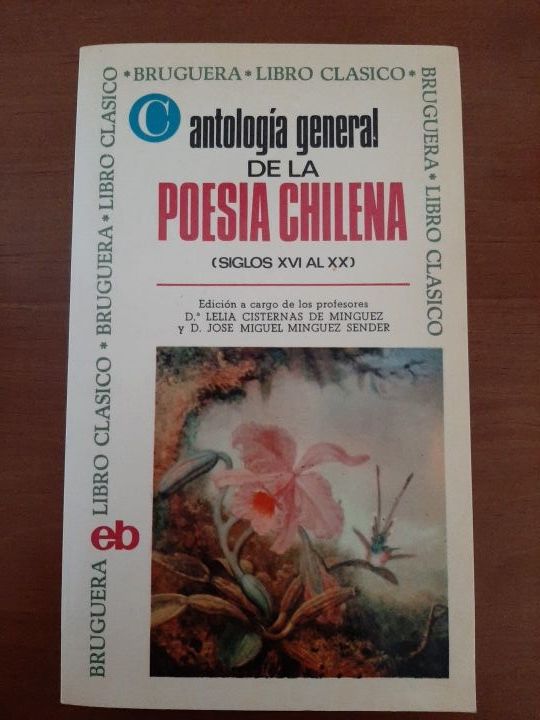 * BRUGUERA * LIBRO CLASICO *
BRUGUERA * LIBRO CLASICO
BRUGUERA LIBRO CLASICO * BRUGUERA * LIBRO CLASICO
C
antología general
DE LA
POESIA CHILENA
(SIGLOS XVI AL XX)
Edición a cargo de los profesores
D.ª LELIA CISTERNAS DE MINGUEZ
y D. JOSE MIGUEL MINGUEZ SENDER
eb